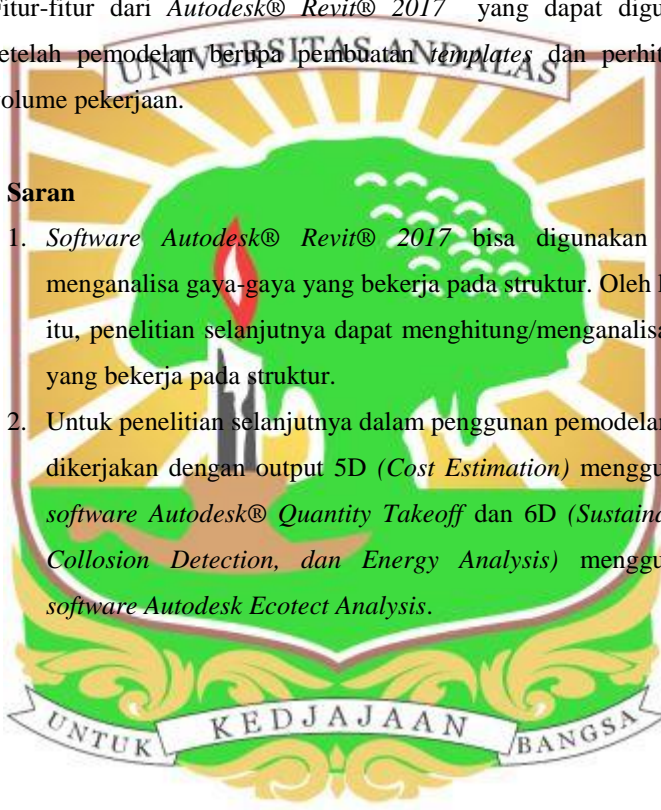 Fitur-fitur dari Autodesk® Revit® 2017 yang dapat digu
setelah pemodelan berupa pembuatan templates dan perhit
volume pekerjaan.
UNIVERSITAS ANDALAS
Saran
1. Software Autodesk® Revit® 2017 bisa digunakan
menganalisa gaya-gaya yang bekerja pada struktur. Oleh
itu, penelitian selanjutnya dapat menghitung/menganalisa
yang bekerja pada struktur.
2. Untuk penelitian selanjutnya dalam penggunan pemodelan
dikerjakan dengan output 5D (Cost Estimation) menggu
software Autodesk® Quantity Takeoff dan 6D (Sustaina
Collosion Detection, dan Energy Analysis) menggu
software Autodesk Ecotect Analysis.
UNTUK KEDJAJAAN BANGSA